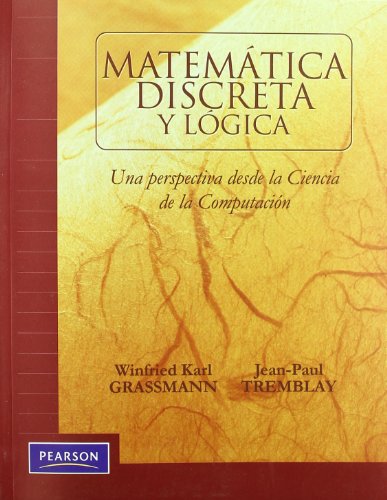 MATEMÁTICA
DISCRETA
Y LÓGICA
Una perspectiva desde la Ciencia
de la Computación
Winfried Karl
GRASSMANN
Jean-Paul
TREMBLAY
PEARSON